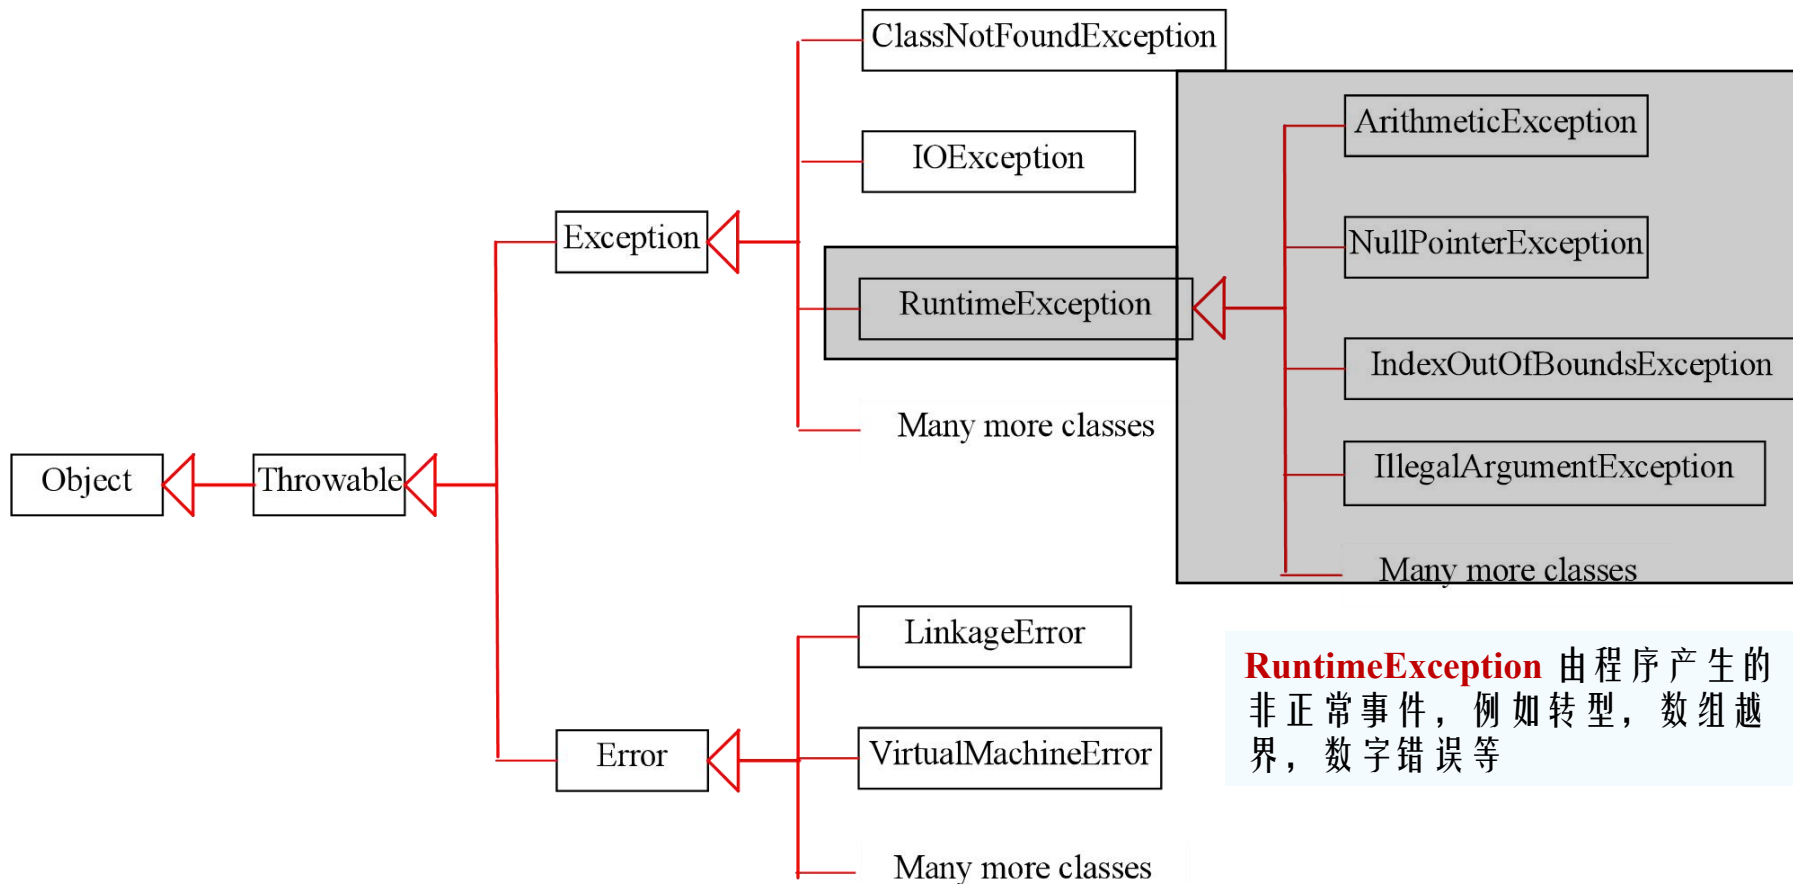 ClassNotFoundException
ArithmeticException
IOException
Exception
NullPointerException
RuntimeException
IndexOutOfBoundsException
Many more classes
Object
Throwable
IllegalArgumentException
Many more classes
LinkageError
RuntimeException 由程序产生的
非正常事件，例如转型，数组越
界，数字错误等
Error
VirtualMachineError
Many more classes